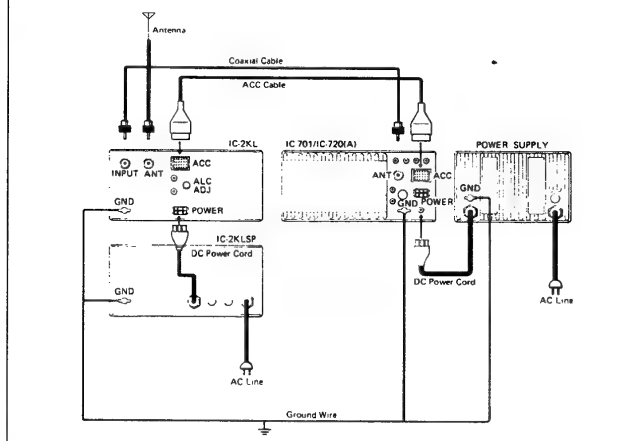 Antenna
Coaxial Cable
ACC Cable
IC-2KL
IC 701/IC-720(A)
POWER SUPPLY
INPUT ANT
ACC
ALC
ADJ
GND
POWER
ANT
ACC
GND
POWER
GND
IC-2KLSP
DC Power Cord
GND
DC Power Cord
AC Line
AC Line
Ground Wire